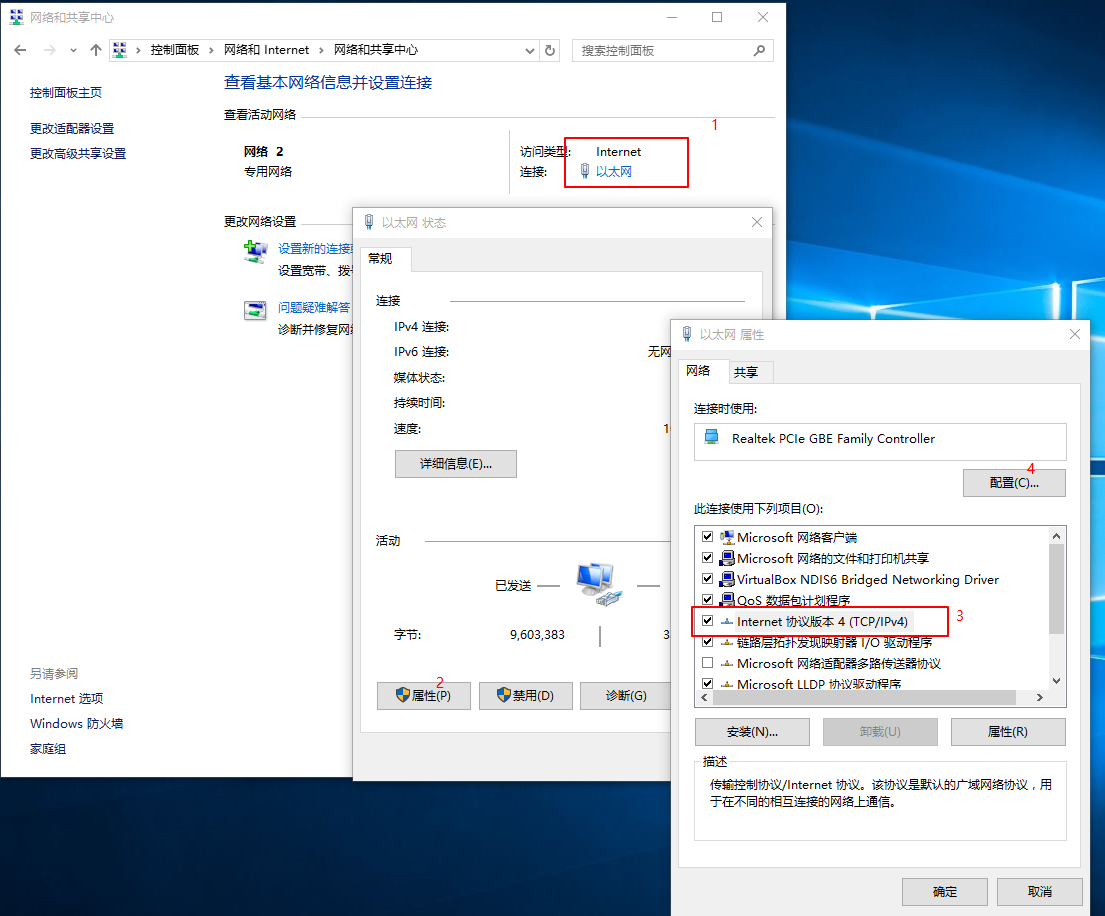 网络和共享中心
控制面板 › 网络和 Internet › 网络和共享中心
搜索控制面板
控制面板主页
更改适配器设置
更改高级共享设置
查看基本网络信息并设置连接
查看活动网络
1
网络 2
专用网络
访问类型: Internet
连接: 以太网
更改网络设置
设置新的连接或
设置宽带、拨号
问题疑难解答
诊断并修复网络
另请参阅
Internet 选项
Windows 防火墙
家庭组
以太网 状态
常规
连接
IPv4 连接:
IPv6 连接: 无网
媒体状态:
持续时间:
速度: 10
详细信息(E)...
活动
已发送
字节: 9,603,383 3
2
属性(P)
禁用(D)
诊断(G)
以太网 属性
网络
共享
连接时使用:
Realtek PCIe GBE Family Controller
4
配置(C)...
此连接使用下列项目(O):
Microsoft 网络客户端
Microsoft 网络的文件和打印机共享
VirtualBox NDIS6 Bridged Networking Driver
QoS 数据包计划程序
Internet 协议版本 4 (TCP/IPv4)
3
链路层拓扑发现映射器 I/O 驱动程序
Microsoft 网络适配器多路传送器协议
Microsoft LLDP 协议驱动程序
安装(N)...
卸载(U)
属性(R)
描述
传输控制协议/Internet 协议。该协议是默认的广域网络协议，用
于在不同的相互连接的网络上通信。
确定
取消